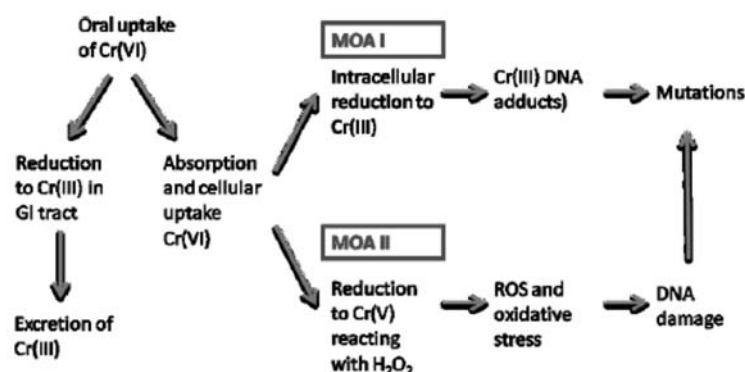 Oral uptake
of Cr(VI)
MOA I
Intracellular
reduction to
Cr(III)
Cr(III) DNA
adducts)
Mutations
Reduction
to Cr(III) in
GI tract
Absorption
and cellular
uptake
Cr(VI)
MOA II
Reduction
to Cr(V)
reacting
with H₂O₂
ROS and
oxidative
stress
DNA
damage
Excretion of
Cr(III)